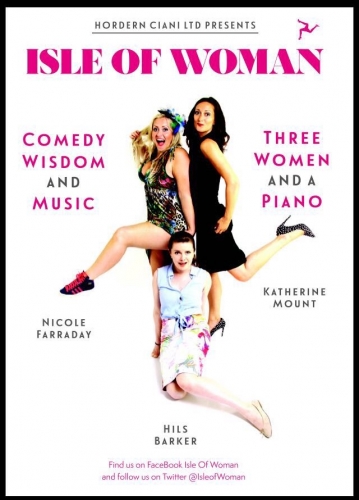 HORDERN CIANI LTD PRESENTS
ISLE OF WOMAN
COMEDY
WISDOM
AND
MUSIC
THREE
WOMEN
AND A
PIANO
KATHERINE
MOUNT
NICOLE
FARRADAY
HILS
BARKER
Find us on FaceBook Isle Of Woman
and follow us on Twitter @IsleofWoman